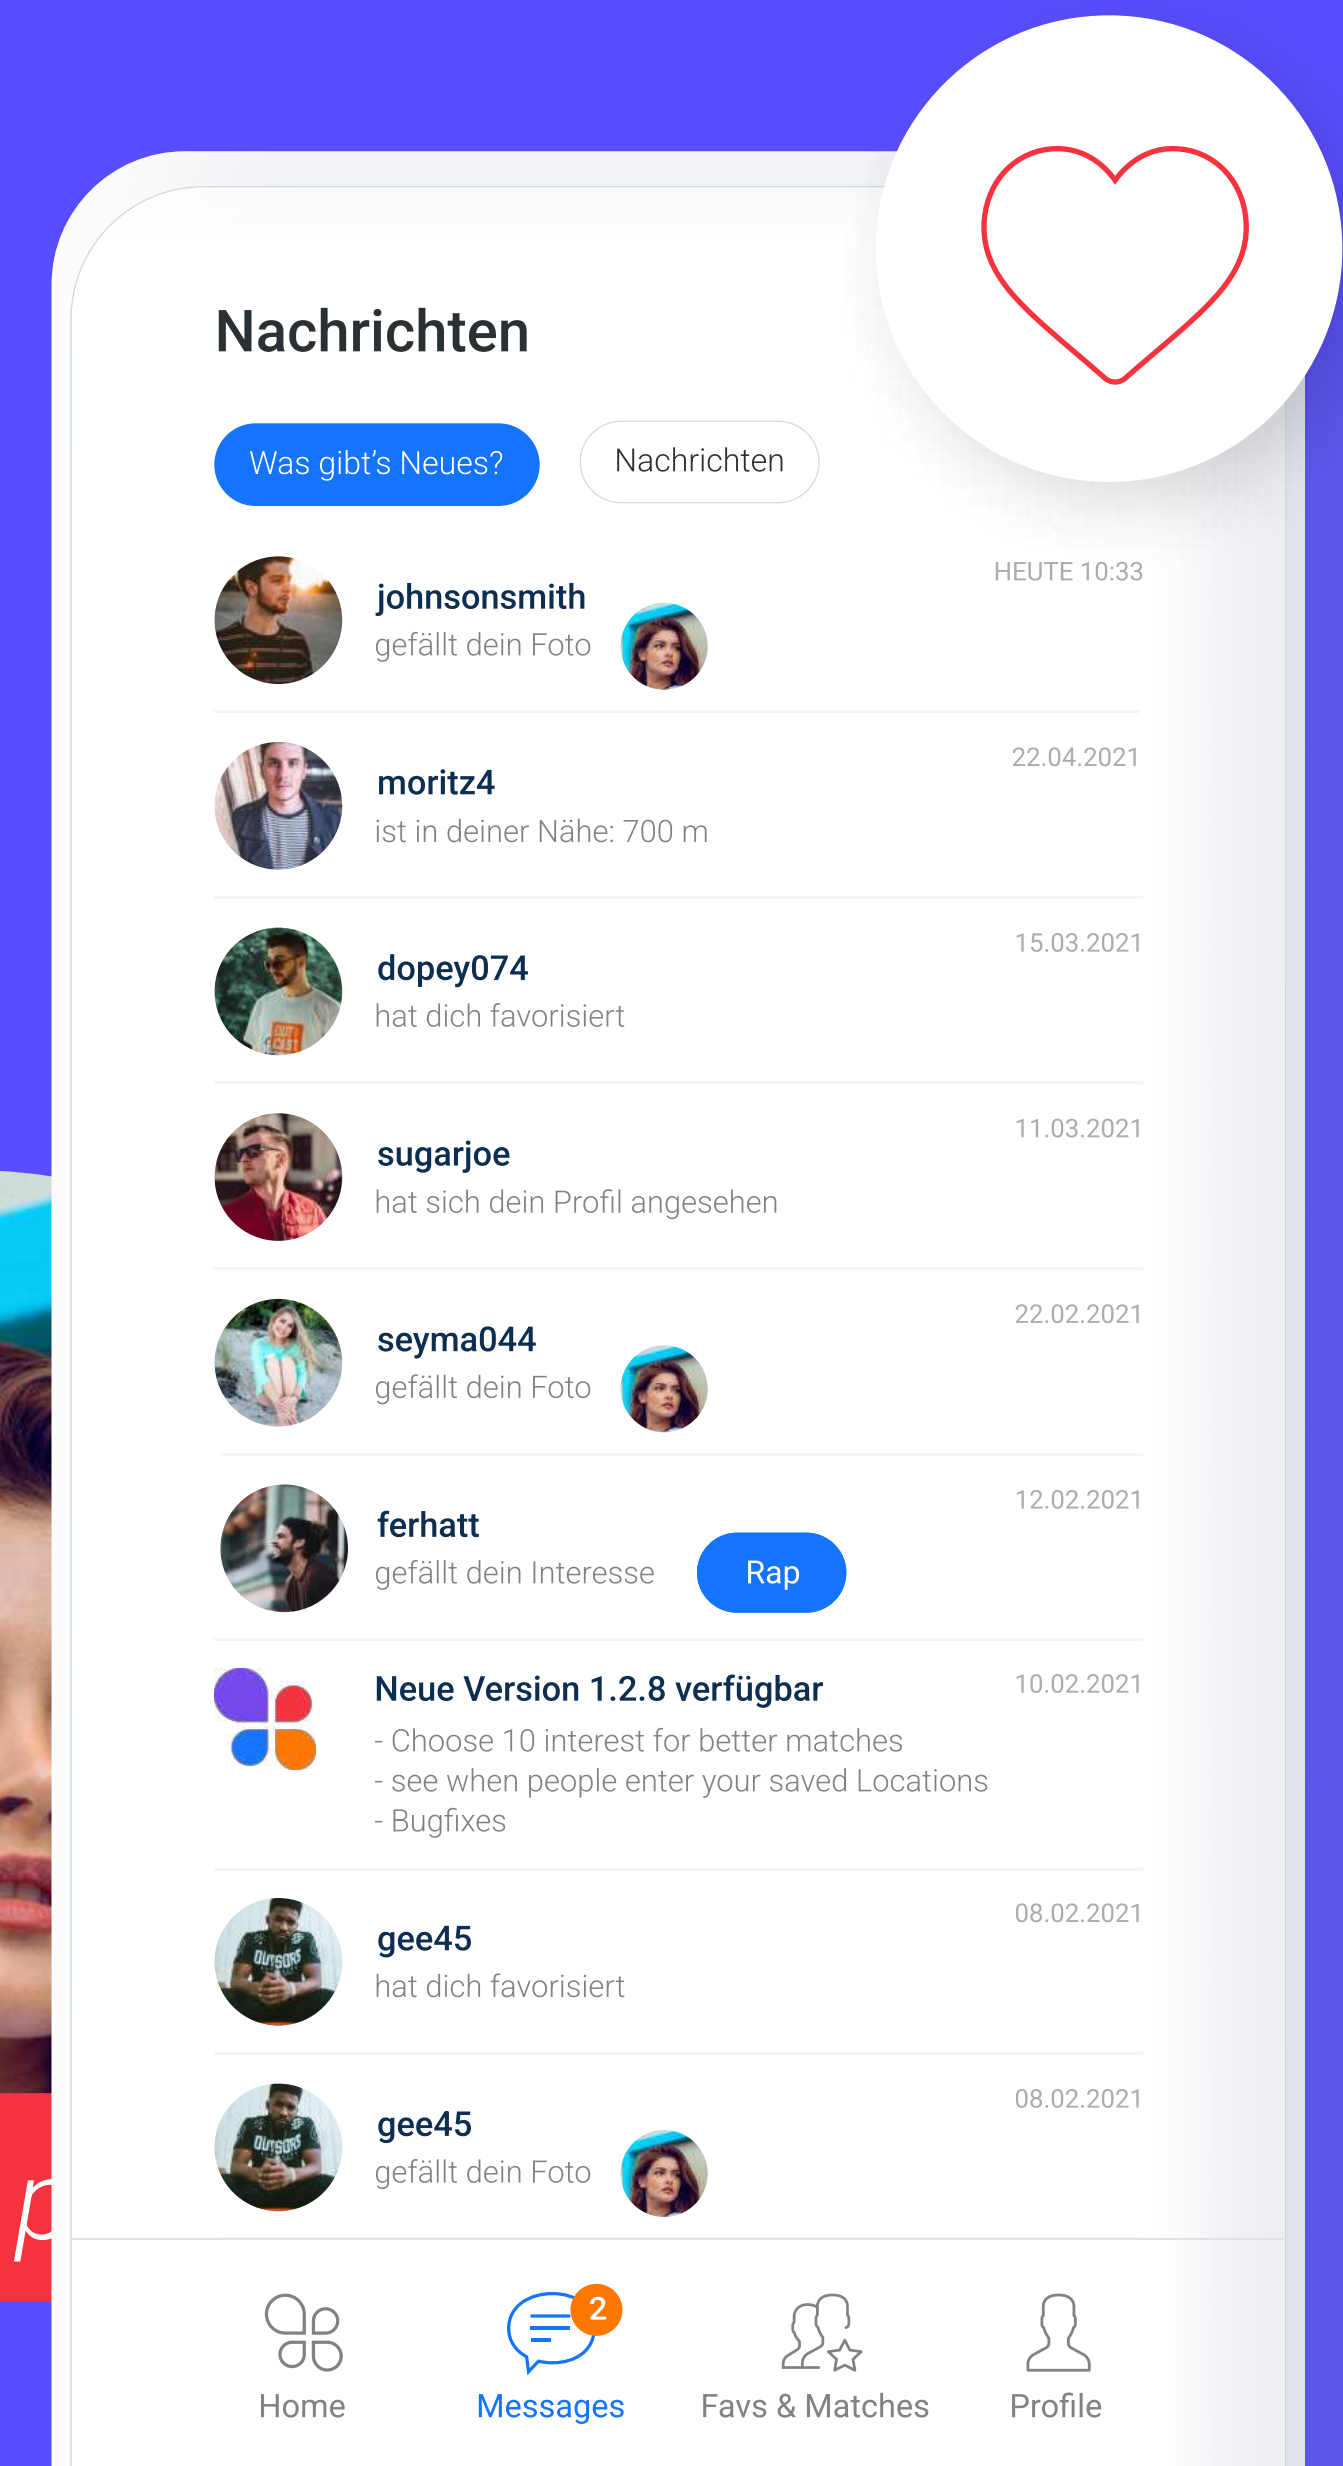 Nachrichten
Was gibt's Neues?
Nachrichten
HEUTE 10:33
johnsonsmith
gefällt dein Foto
22.04.2021
moritz4
ist in deiner Nähe: 700 m
15.03.2021
dopey074
hat dich favorisiert
OUT
CAST
11.03.2021
sugarjoe
hat sich dein Profil angesehen
22.02.2021
seyma044
gefällt dein Foto
12.02.2021
ferhatt
gefällt dein Interesse
Rap
Neue Version 1.2.8 verfügbar
10.02.2021
- Choose 10 interest for better matches
- see when people enter your saved Locations
- Bugfixes
08.02.2021
gee45
hat dich favorisiert
OUTSORS
08.02.2021
gee45
gefällt dein Foto
OUTSORS
p
2
Home
Messages
Favs & Matches
Profile